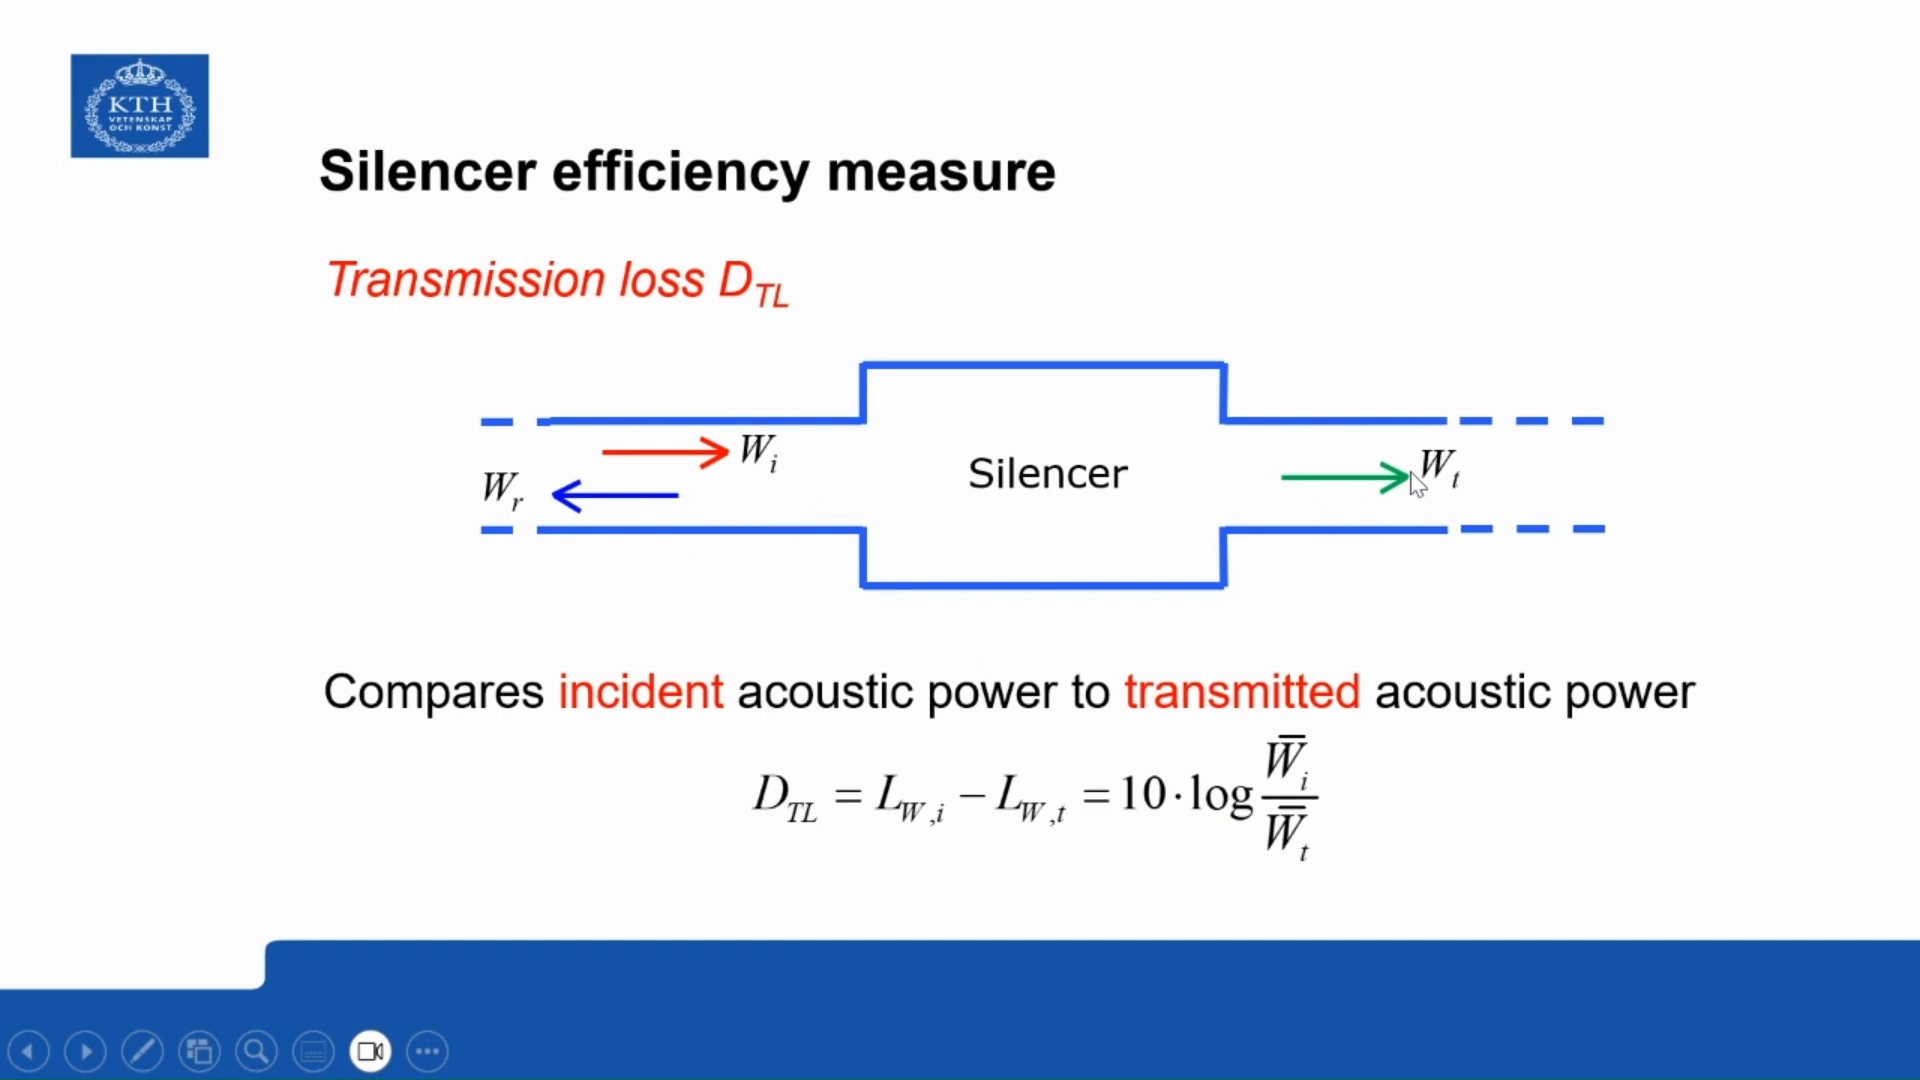 KTH
VETENSKAP
OCH KONST
Silencer efficiency measure
Transmission loss D_TL
W_i
W_r
Silencer
W_t
Compares incident acoustic power to transmitted acoustic power
D_TL = L_W,i − L_W,t = 10·log W̅_i / W̅_t